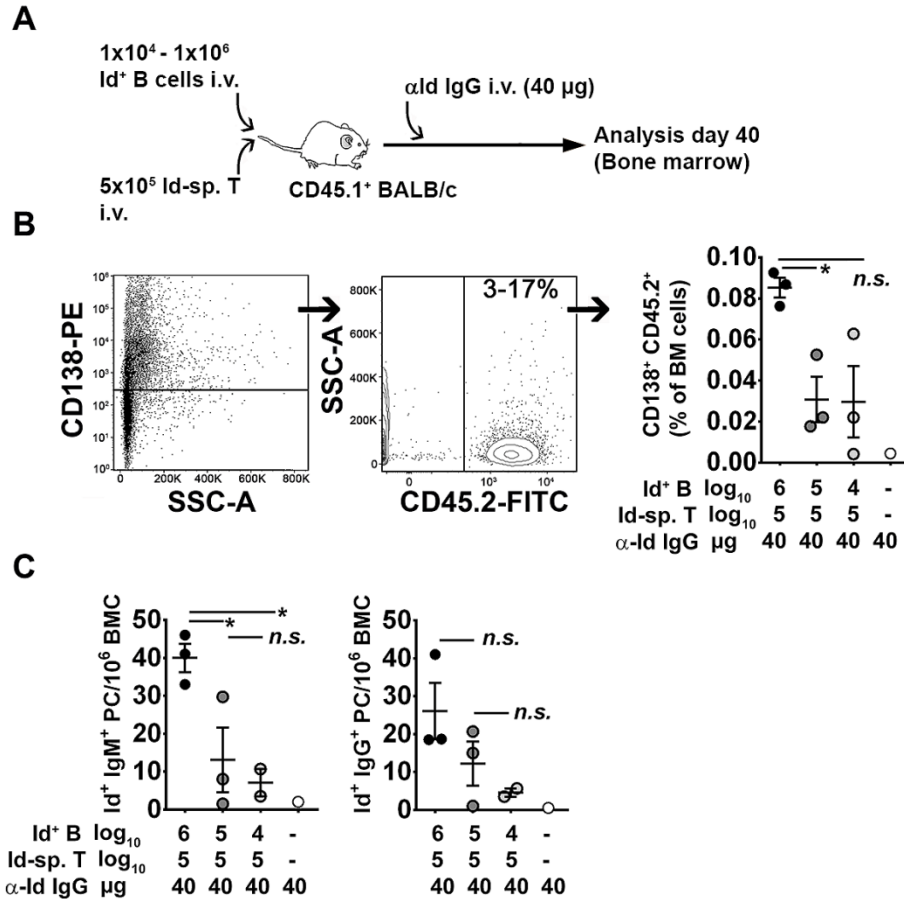 A
1x10⁴ - 1x10⁶
Id⁺ B cells i.v.
αId IgG i.v. (40 µg)
Analysis day 40
(Bone marrow)
5x10⁵ Id-sp. T
i.v.
CD45.1⁺ BALB/c
B
CD138-PE
10⁶
10⁵
10⁴
10³
10²
10¹
10⁰
0 200K 400K 600K 800K
SSC-A
SSC-A
800K
600K
400K
200K
0
3-17%
10³ 10⁴
CD45.2-FITC
CD138⁺ CD45.2⁺
(% of BM cells)
0.10
0.08
0.06
0.04
0.02
0.00
* n.s.
Id⁺ B log₁₀ 6 5 4 -
Id-sp. T log₁₀ 5 5 5 -
α-Id IgG µg 40 40 40 40
C
Id⁺ IgM⁺ PC/10⁶ BMC
50
40
30
20
10
0
*
*
n.s.
Id⁺ IgG⁺ PC/10⁶ BMC
50
40
30
20
10
0
n.s.
n.s.
Id⁺ B log₁₀ 6 5 4 - 6 5 4 -
Id-sp. T log₁₀ 5 5 5 - 5 5 5 -
α-Id IgG µg 40 40 40 40 40 40 40 40